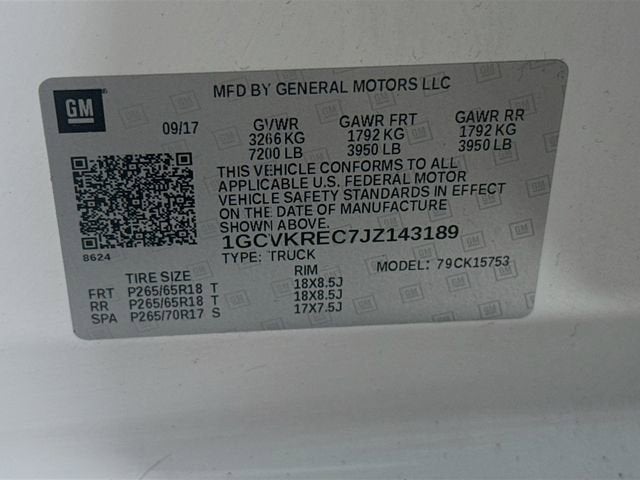 MFD BY GENERAL MOTORS LLC
GM
09/17 GVWR GAWR FRT GAWR RR
3266 KG 1792 KG 1792 KG
7200 LB 3950 LB 3950 LB
THIS VEHICLE CONFORMS TO ALL
APPLICABLE U.S. FEDERAL MOTOR
VEHICLE SAFETY STANDARDS IN EFFECT
ON THE DATE OF MANUFACTURE
SHOWN ABOVE.
8624
1GCVKREC7JZ143189
TYPE: TRUCK MODEL: 79CK15753
TIRE SIZE RIM
FRT P265/65R18 T 18X8.5J
RR P265/65R18 T 18X8.5J
SPA P265/70R17 S 17X7.5J